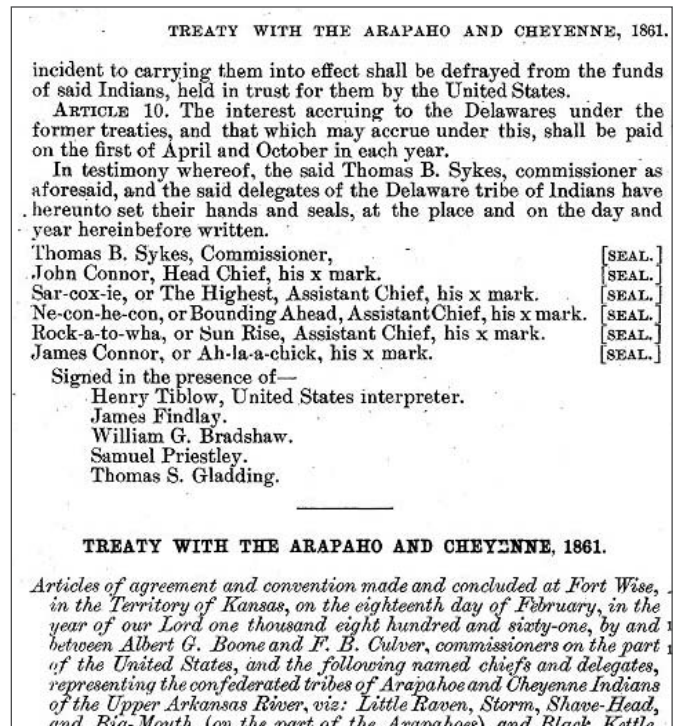 TREATY WITH THE ARAPAHO AND CHEYENNE, 1861.
incident to carrying them into effect shall be defrayed from the funds
of said Indians, held in trust for them by the United States.
ARTICLE 10. The interest accruing to the Delawares under the
former treaties, and that which may accrue under this, shall be paid
on the first of April and October in each year.
In testimony whereof, the said Thomas B. Sykes, commissioner as
aforesaid, and the said delegates of the Delaware tribe of Indians have
hereunto set their hands and seals, at the place and on the day and
year hereinbefore written.
Thomas B. Sykes, Commissioner, [SEAL.]
John Connor, Head Chief, his x mark. [SEAL.]
Sar-cox-ie, or The Highest, Assistant Chief, his x mark. [SEAL.]
Ne-con-he-con, or Bounding Ahead, Assistant Chief, his x mark. [SEAL.]
Rock-a-to-wha, or Sun Rise, Assistant Chief, his x mark. [SEAL.]
James Connor, or Ah-la-a-chick, his x mark. [SEAL.]
Signed in the presence of—
Henry Tiblow, United States interpreter.
James Findlay.
William G. Bradshaw.
Samuel Priestley.
Thomas S. Gladding.
TREATY WITH THE ARAPAHO AND CHEYENNE, 1861.
Articles of agreement and convention made and concluded at Fort Wise,
in the Territory of Kansas, on the eighteenth day of February, in the
year of our Lord one thousand eight hundred and sixty-one, by and
between Albert G. Boone and F. B. Culver, commissioners on the part
of the United States, and the following named chiefs and delegates,
representing the confederated tribes of Arapahoe and Cheyenne Indians
of the Upper Arkansas River, viz: Little Raven, Storm, Shave-Head,
and Big-Mouth, (on the part of the Arapahoes), and Black Kettle,